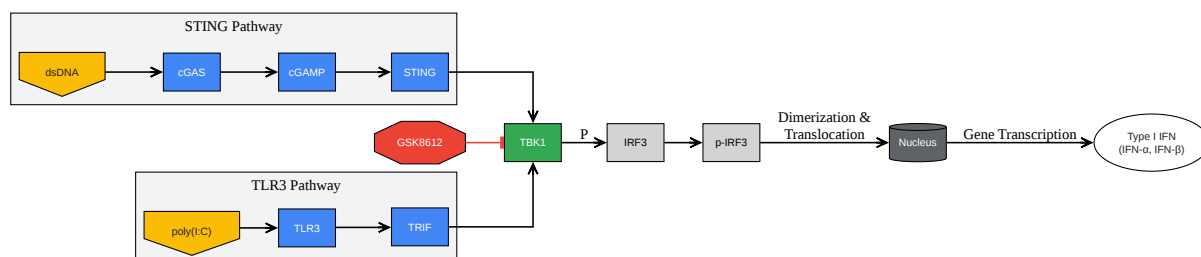 STING Pathway
dsDNA
cGAS
cGAMP
STING
GSK8612
TBK1
P
IRF3
p-IRF3
Dimerization &
Translocation
Nucleus
Gene Transcription
Type I IFN
(IFN-α, IFN-β)
TLR3 Pathway
poly(I:C)
TLR3
TRIF